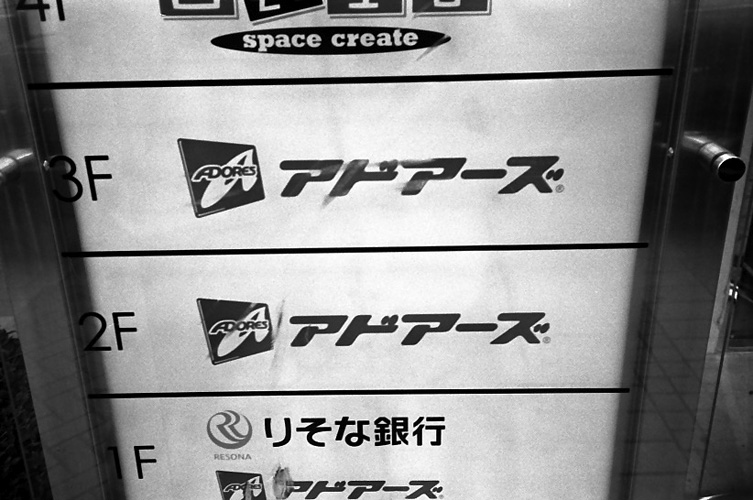 4F
space create
3F ADORES アドアーズ®
2F ADORES アドアーズ®
1F RESONA りそな銀行
ADORES アドアーズ®